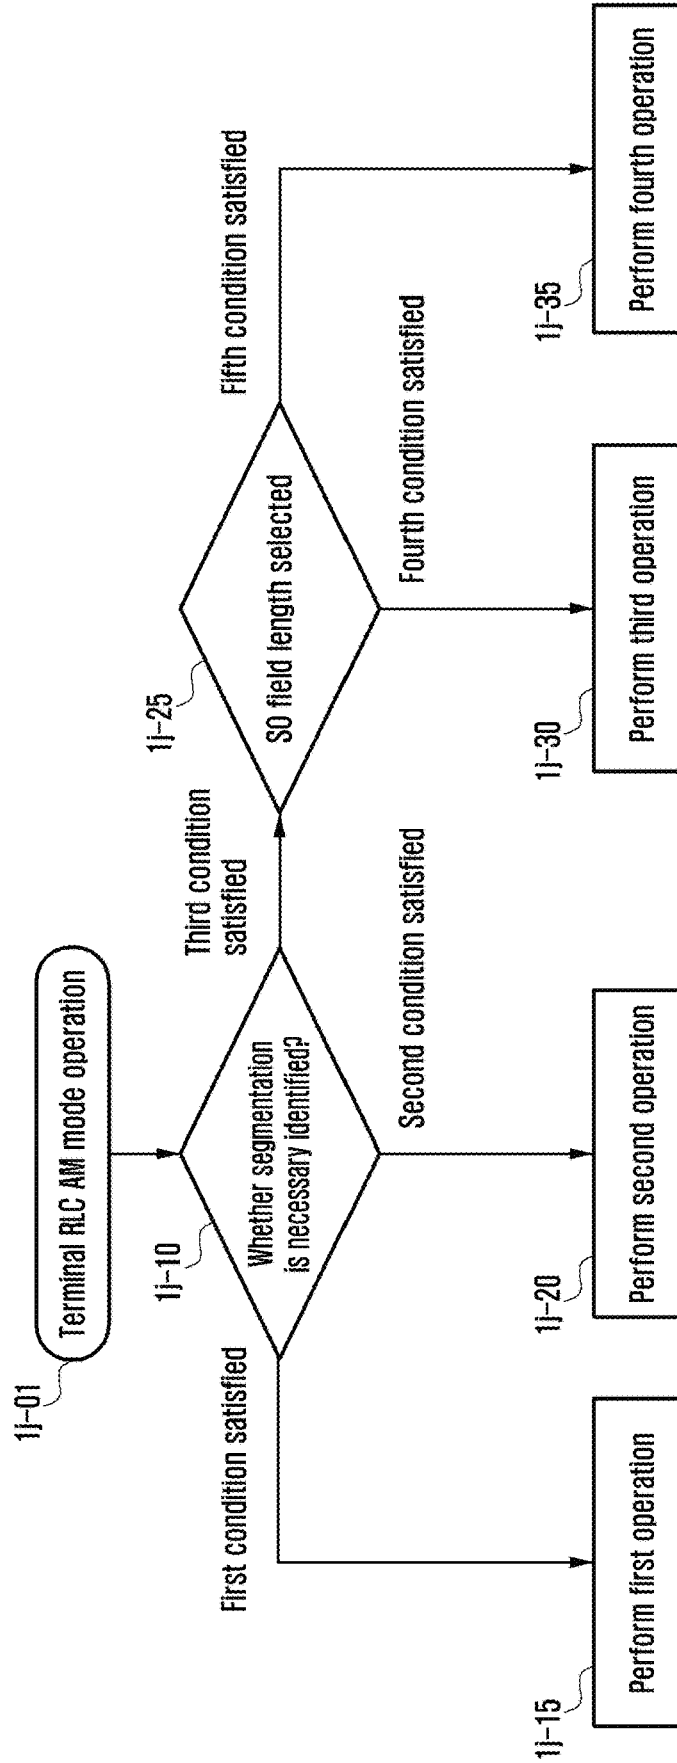 1j-01
Terminal RLC AM mode operation
1j-10
Whether segmentation
is necessary identified?
First condition satisfied
Second condition satisfied
Third condition
satisfied
1j-25
SO field length selected
Fourth condition satisfied
Fifth condition satisfied
1j-15
Perform first operation
1j-20
Perform second operation
1j-30
Perform third operation
1j-35
Perform fourth operation